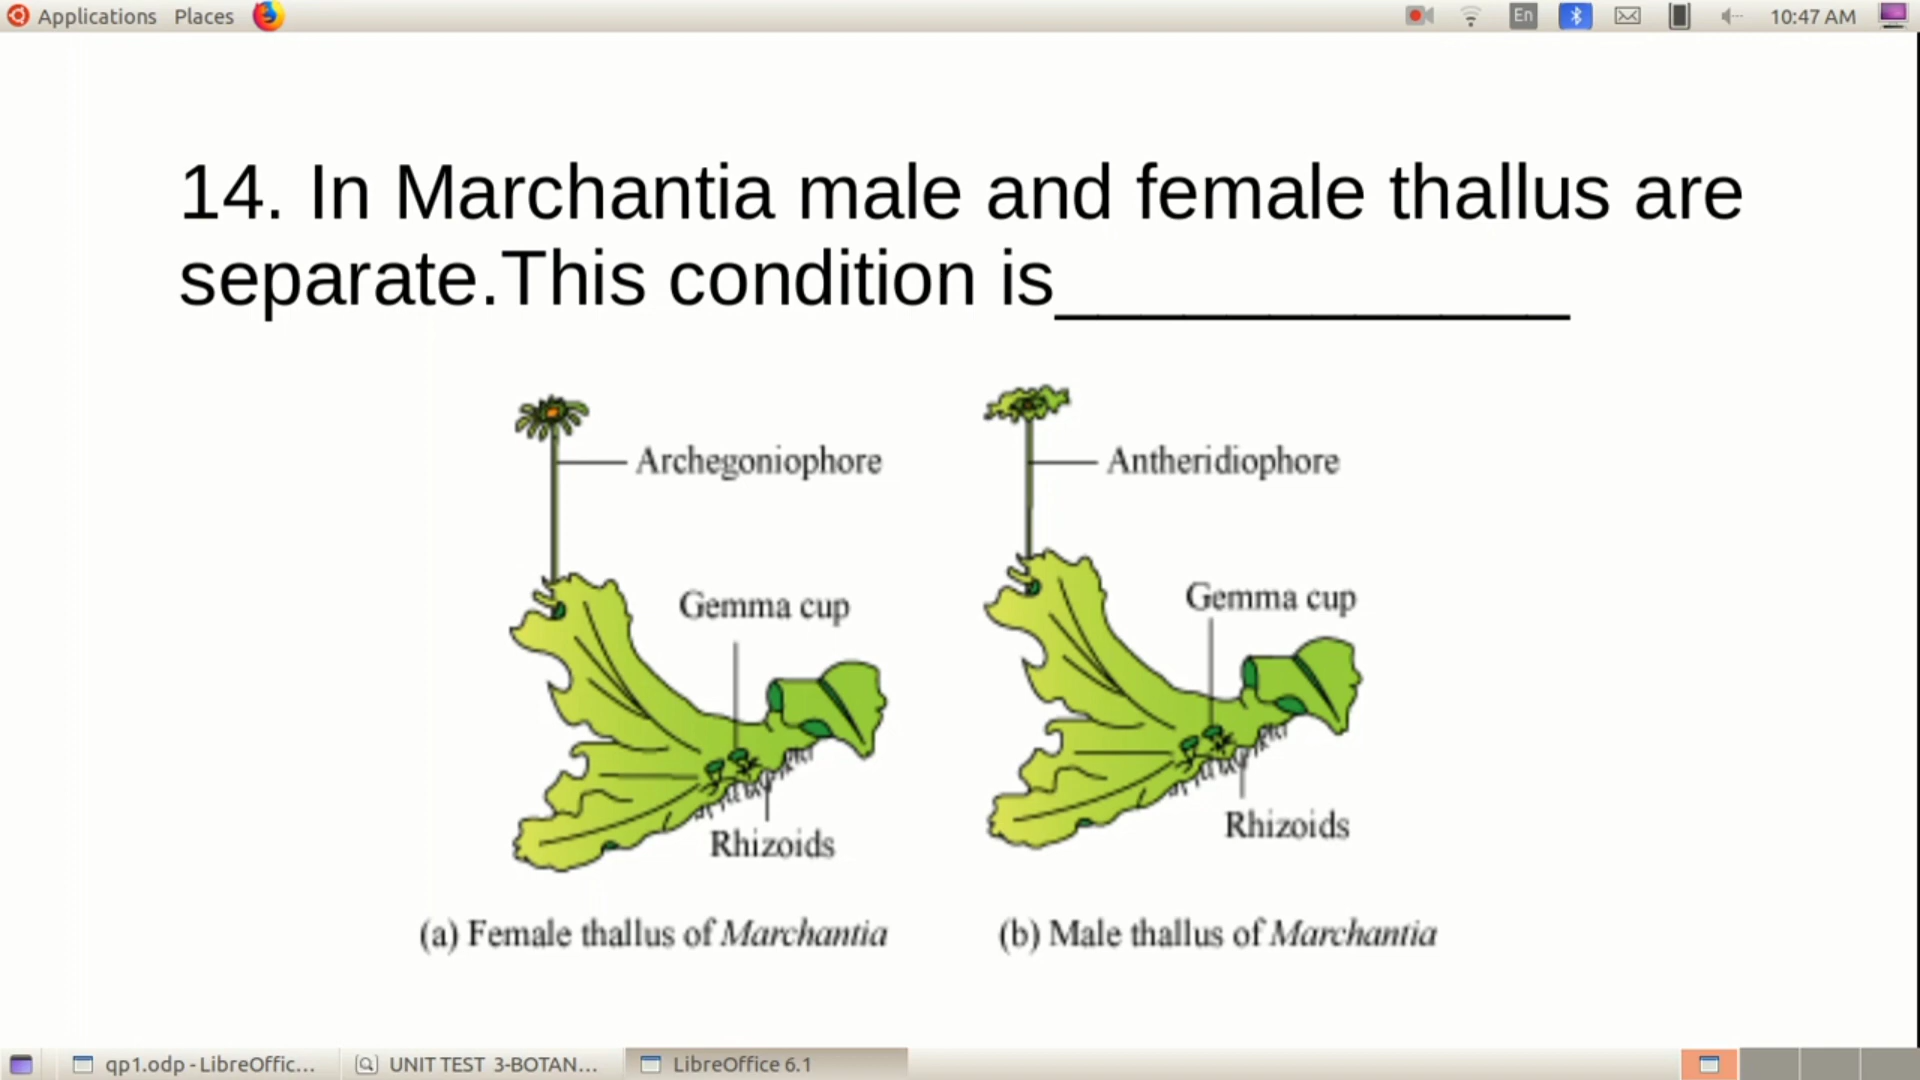 Applications Places En 10:47 AM
14. In Marchantia male and female thallus are
separate.This condition is____________
Archegoniophore
Antheridiophore
Gemma cup
Gemma cup
Rhizoids
Rhizoids
(a) Female thallus of Marchantia
(b) Male thallus of Marchantia
qp1.odp - LibreOffic... UNIT TEST 3-BOTAN... LibreOffice 6.1